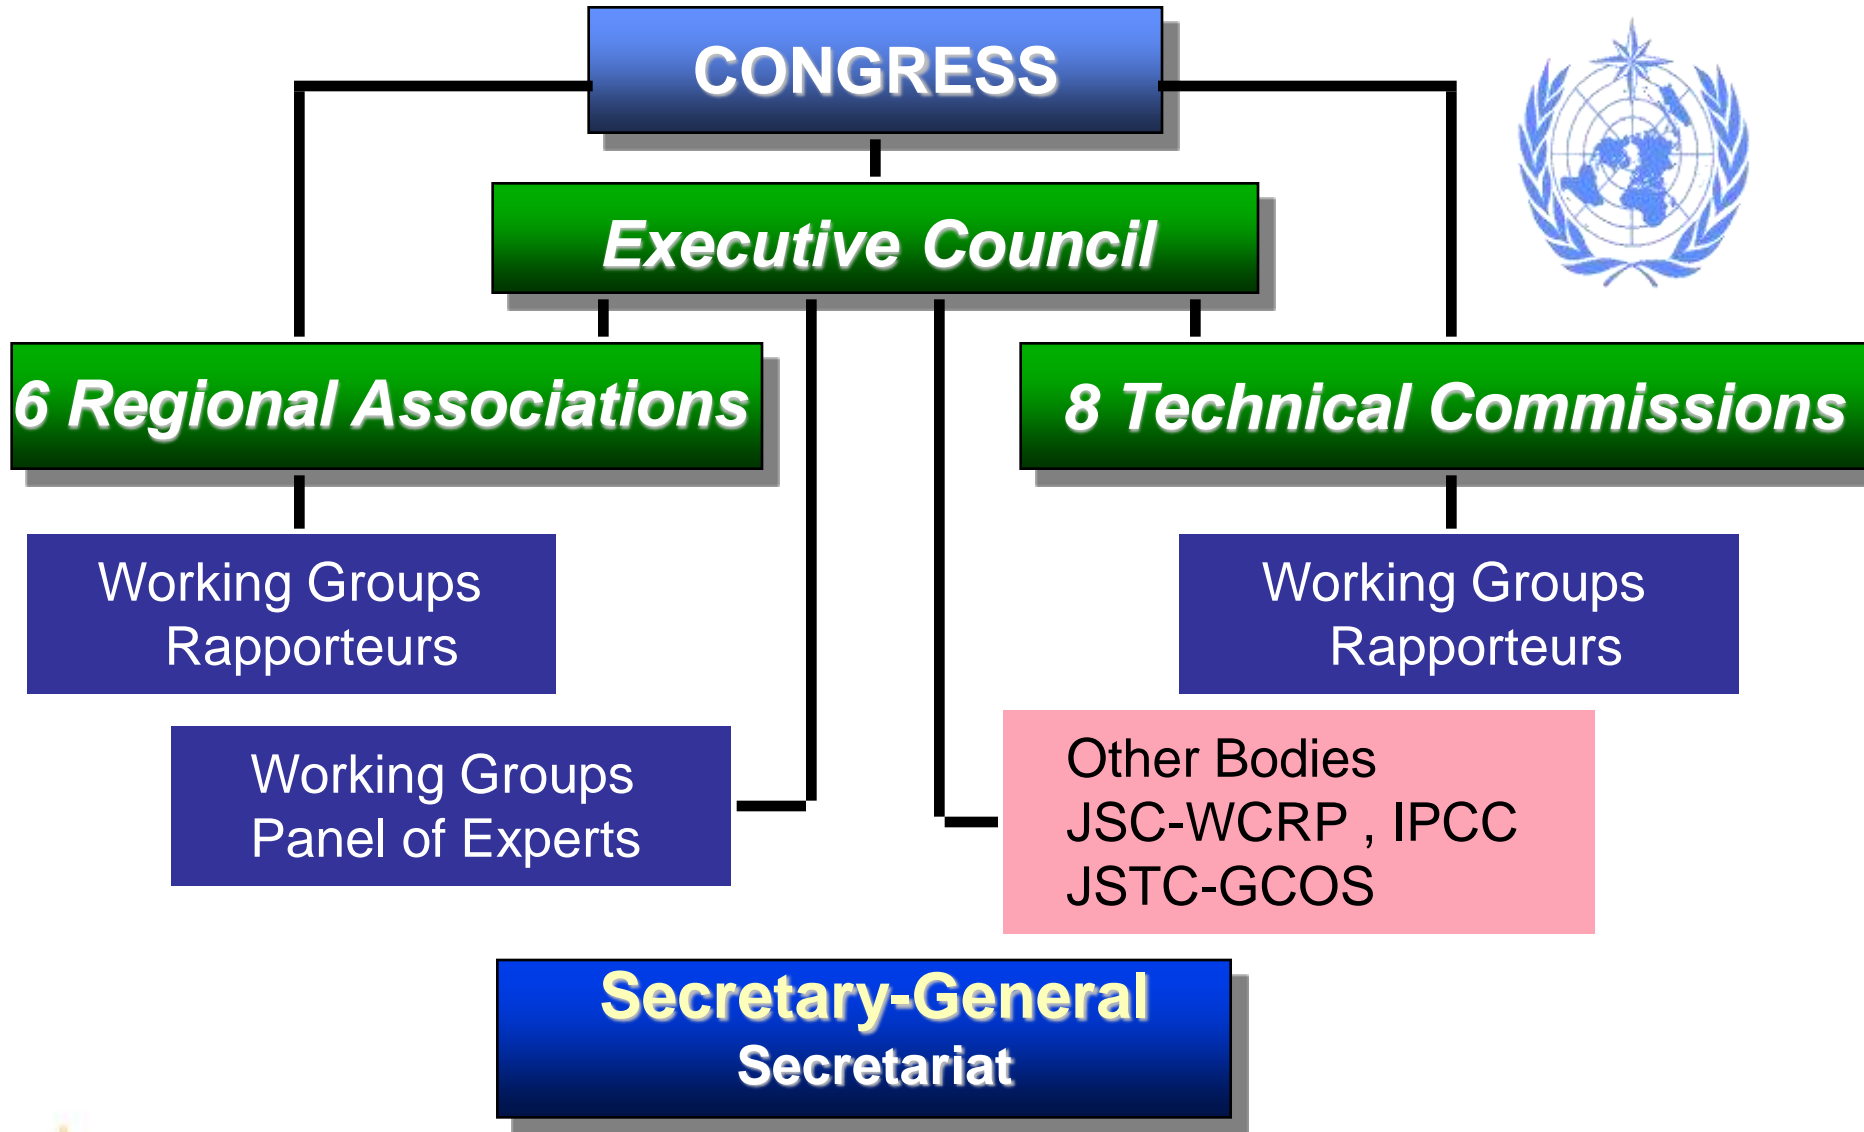 CONGRESS
Executive Council
6 Regional Associations
8 Technical Commissions
Working Groups
Rapporteurs
Working Groups
Rapporteurs
Working Groups
Panel of Experts
Other Bodies
JSC-WCRP , IPCC
JSTC-GCOS
Secretary-General
Secretariat